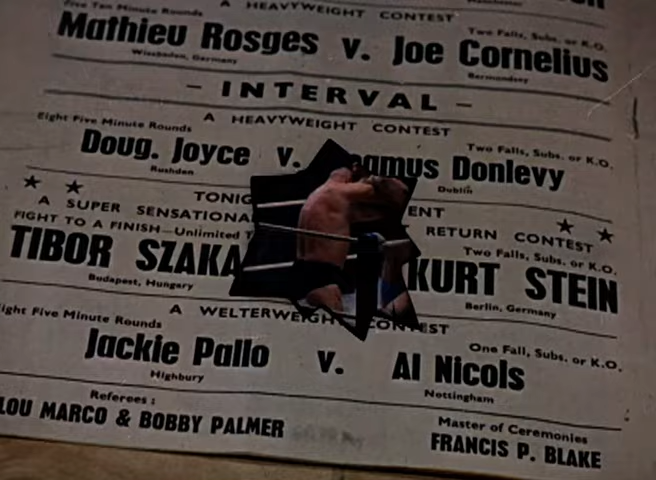 A HEAVYWEIGHT CONTEST
Five Ten Minute Rounds
Two Falls, Subs. or K.O.
Mathieu Rosges v. Joe Cornelius
Wiesbaden, Germany
Bermondsey
– INTERVAL –
A HEAVYWEIGHT CONTEST
Eight Five Minute Rounds
Two Falls, Subs. or K.O.
Doug. Joyce v. Donlevy
Rushden
Dublin
A SUPER SENSATIONA
RETURN CONTEST
FIGHT TO A FINISH—Unlimited
Two Falls, Subs. or K.O.
TIBOR SZAKA KURT STEIN
Budapest, Hungary
Berlin, Germany
A WELTERWEIGHT CONTEST
ight Five Minute Rounds
One Fall, Subs. or K.O.
Jackie Pallo v. Al Nicols
Highbury
Nottingham
Referees :
LOU MARCO & BOBBY PALMER
Master of Ceremonies
FRANCIS P. BLAKE